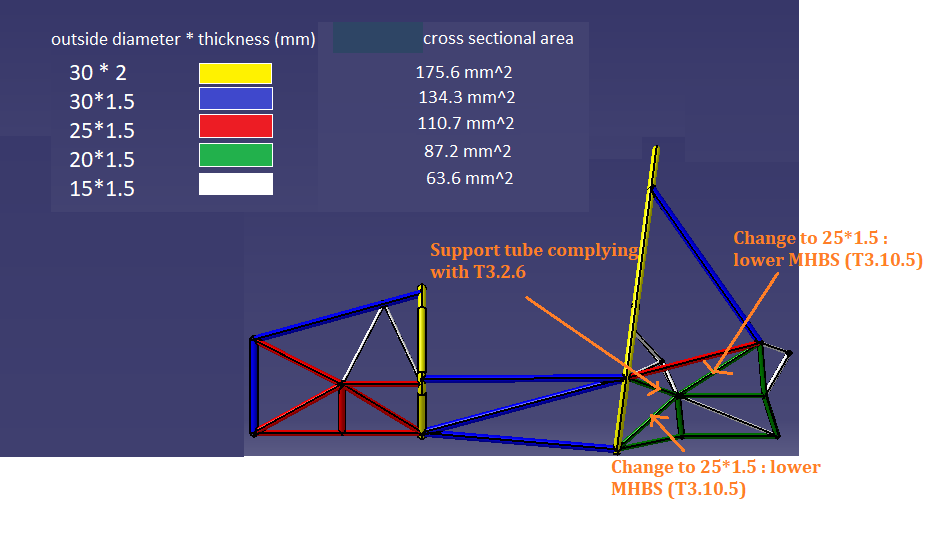 outside diameter * thickness (mm) cross sectional area
30 * 2 175.6 mm^2
30*1.5 134.3 mm^2
25*1.5 110.7 mm^2
20*1.5 87.2 mm^2
15*1.5 63.6 mm^2
Change to 25*1.5 :
lower MHBS (T3.10.5)
Support tube complying
with T3.2.6
Change to 25*1.5 : lower
MHBS (T3.10.5)